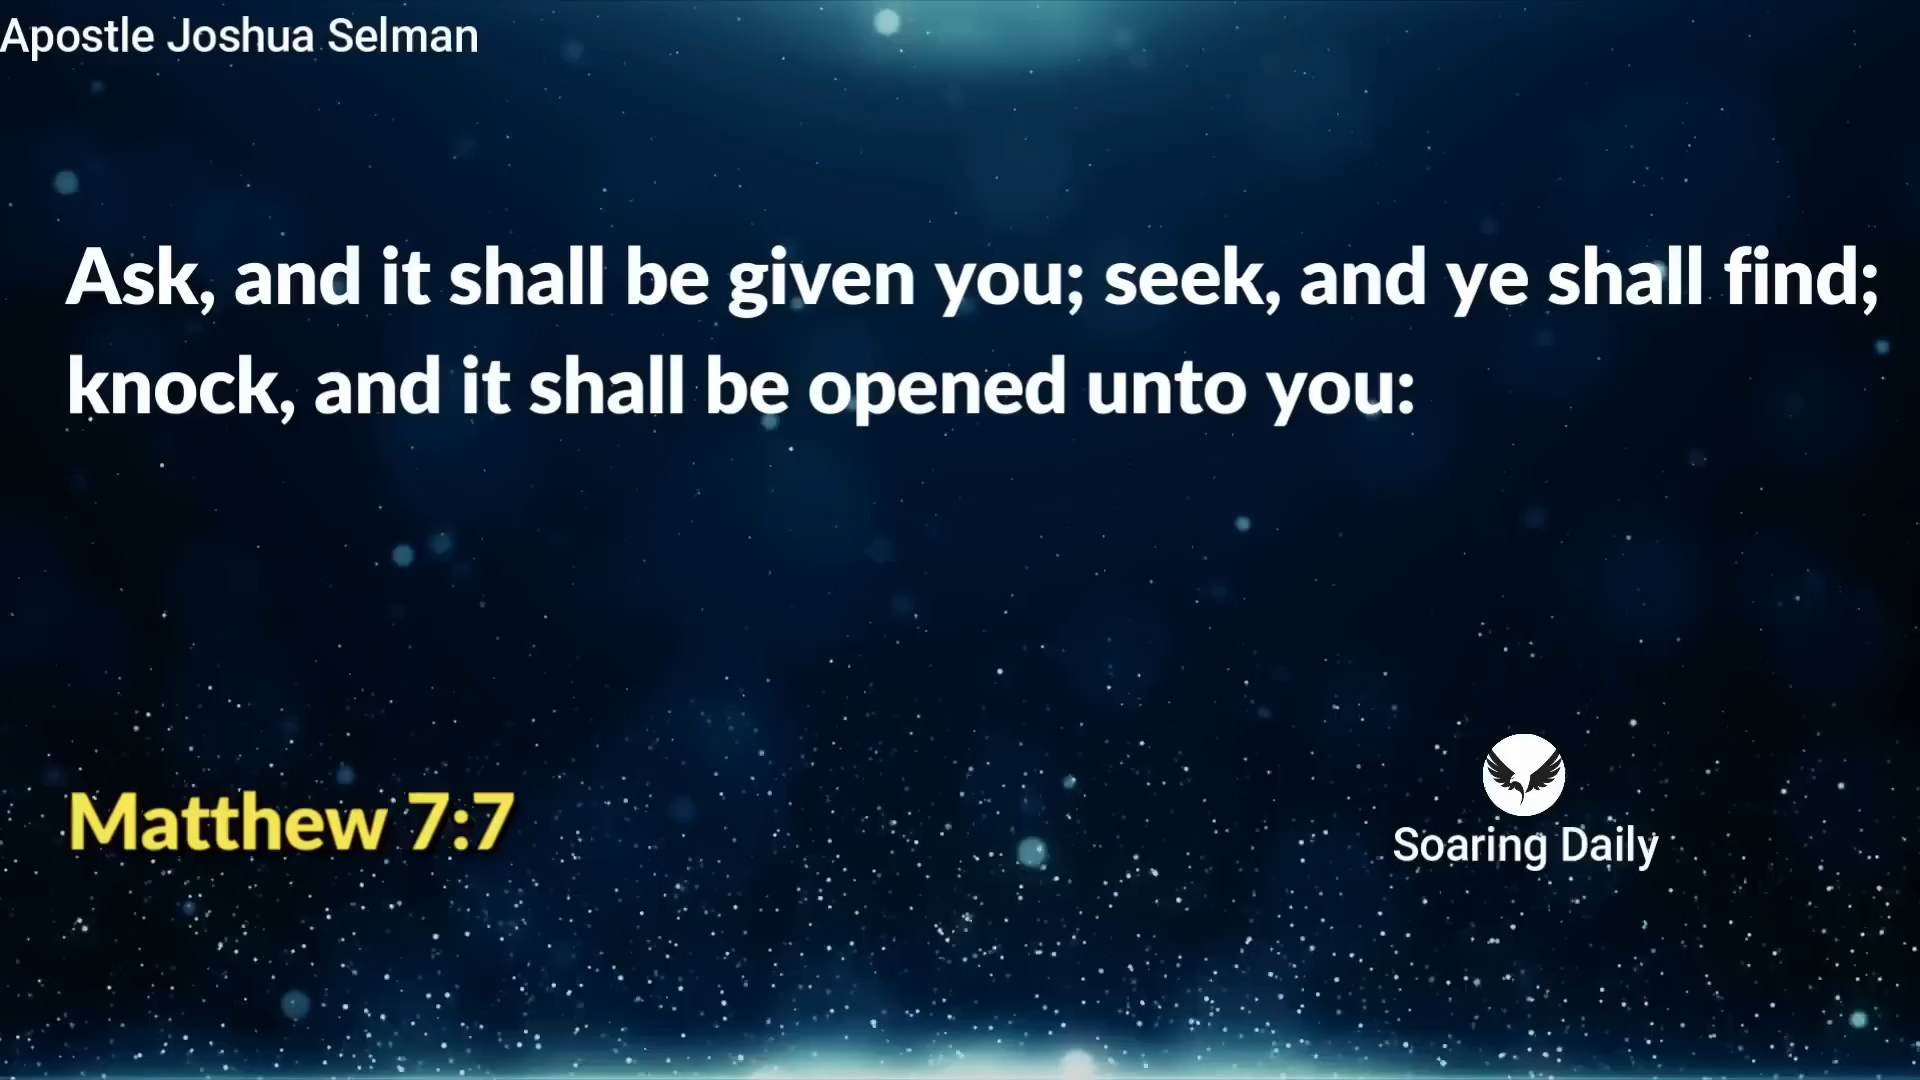 Apostle Joshua Selman
Ask, and it shall be given you; seek, and ye shall find;
knock, and it shall be opened unto you:
Matthew 7:7
Soaring Daily